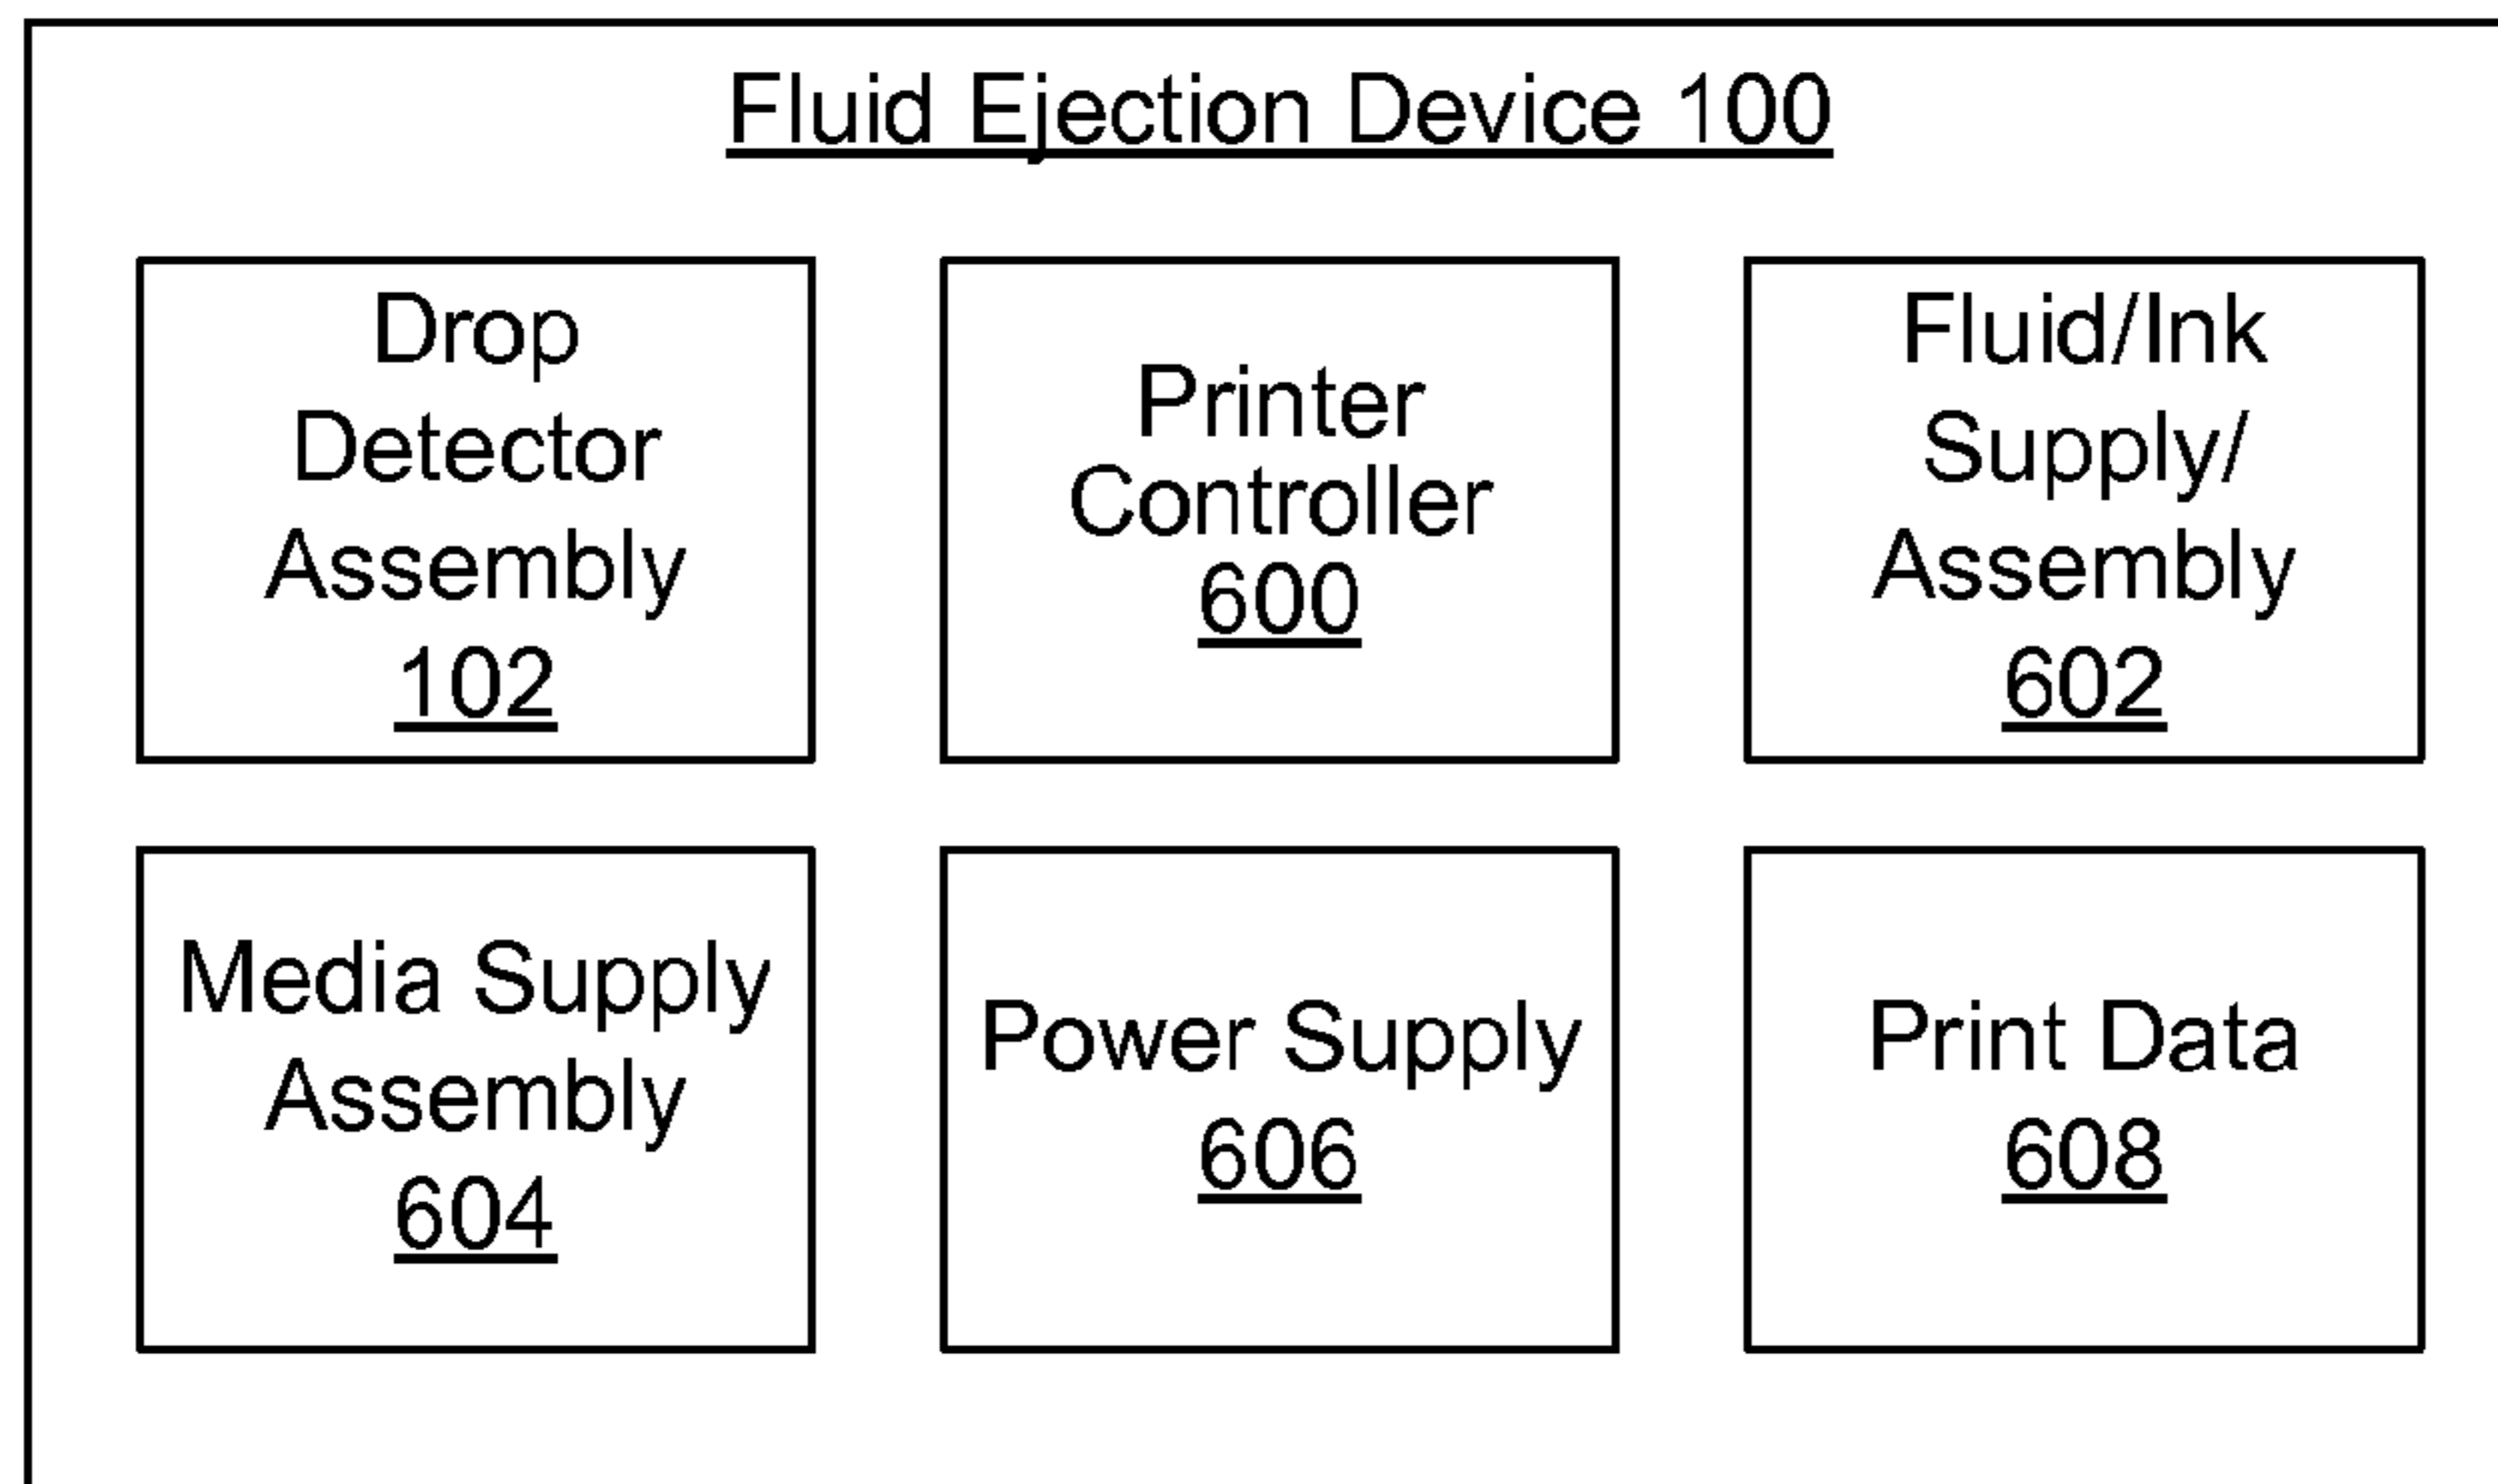 Fluid Ejection Device 100
Drop
Detector
Assembly
102
Printer
Controller
600
Fluid/Ink
Supply/
Assembly
602
Media Supply
Assembly
604
Power Supply
606
Print Data
608